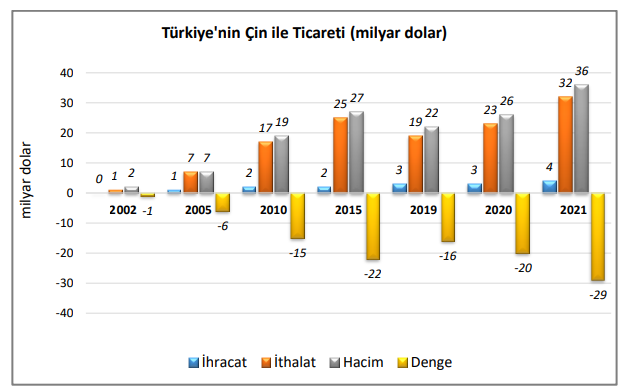 Türkiye'nin Çin ile Ticareti (milyar dolar)
milyar dolar
40
30
20
10
0
-10
-20
-30
-40
0 1 2 -1
1 7 7 -6
2 17 19 -15
2 25 27 -22
3 19 22 -16
3 23 26 -20
4 32 36 -29
2002 2005 2010 2015 2019 2020 2021
İhracat İthalat Hacim Denge